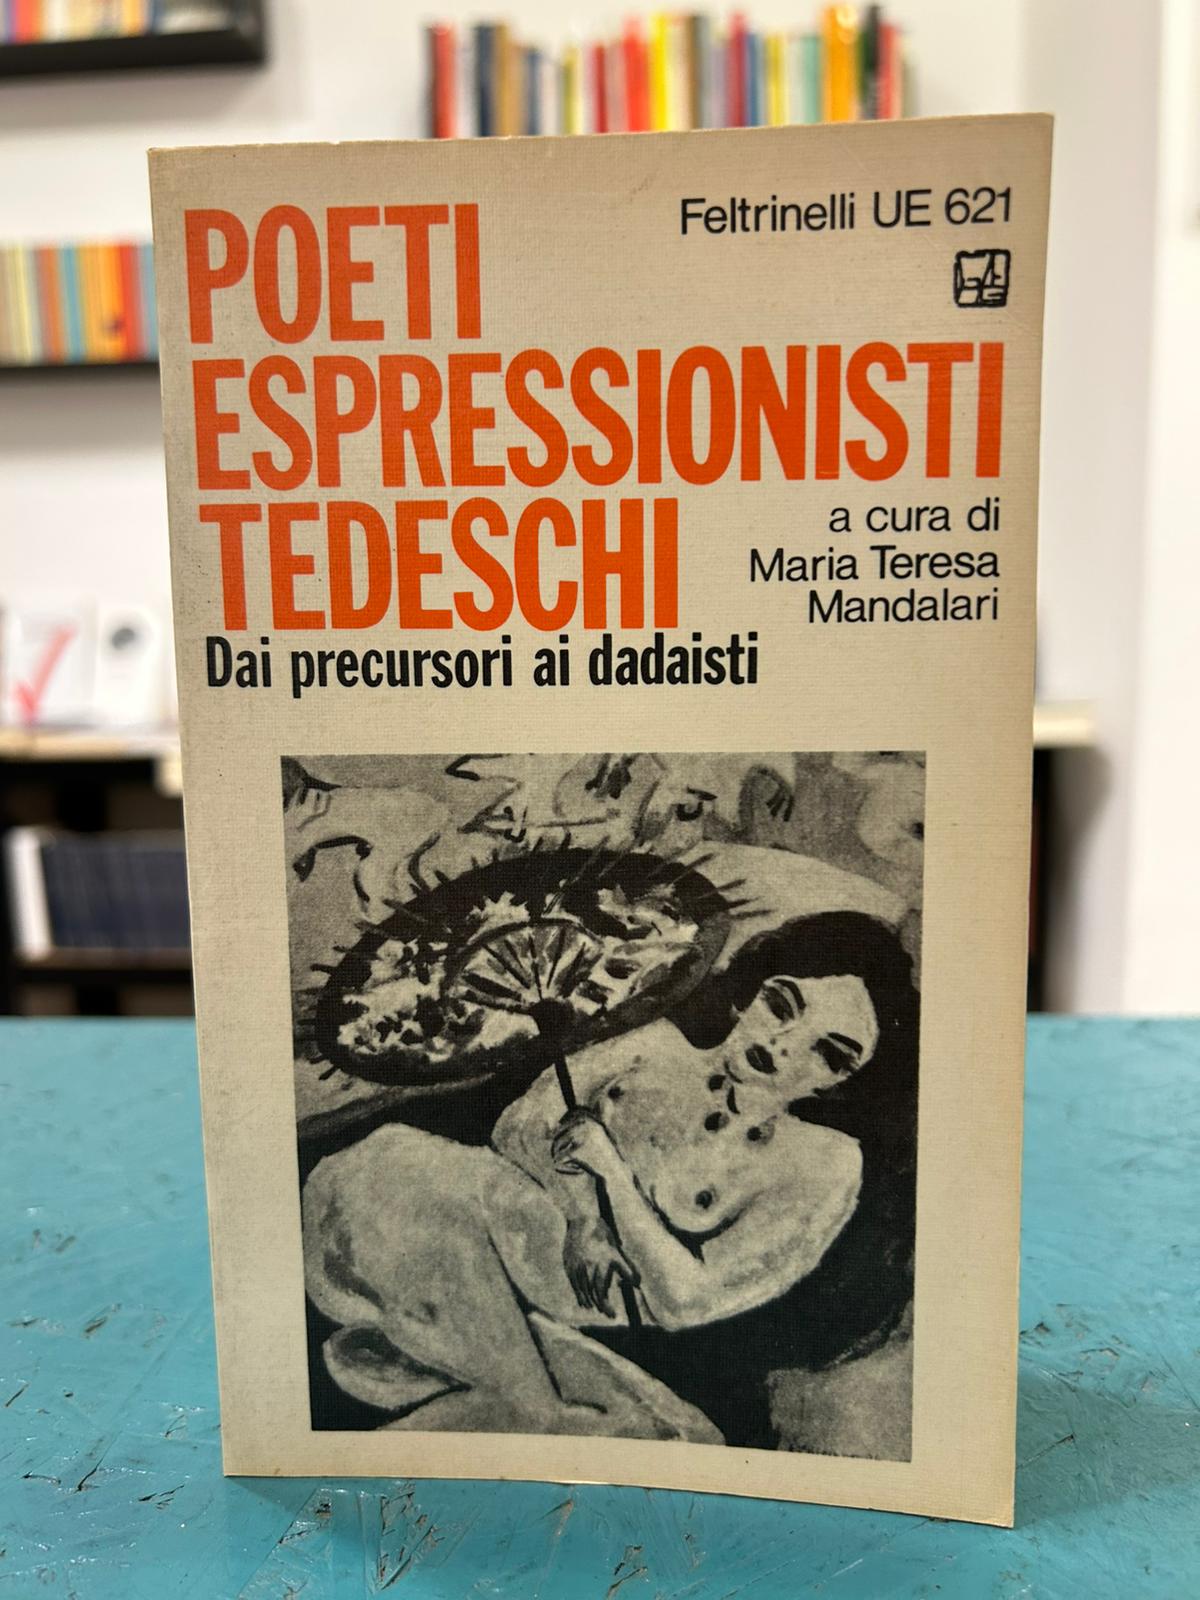 Feltrinelli UE 621
POETI
ESPRESSIONISTI
TEDESCHI
a cura di
Maria Teresa
Mandalari
Dai precursori ai dadaisti